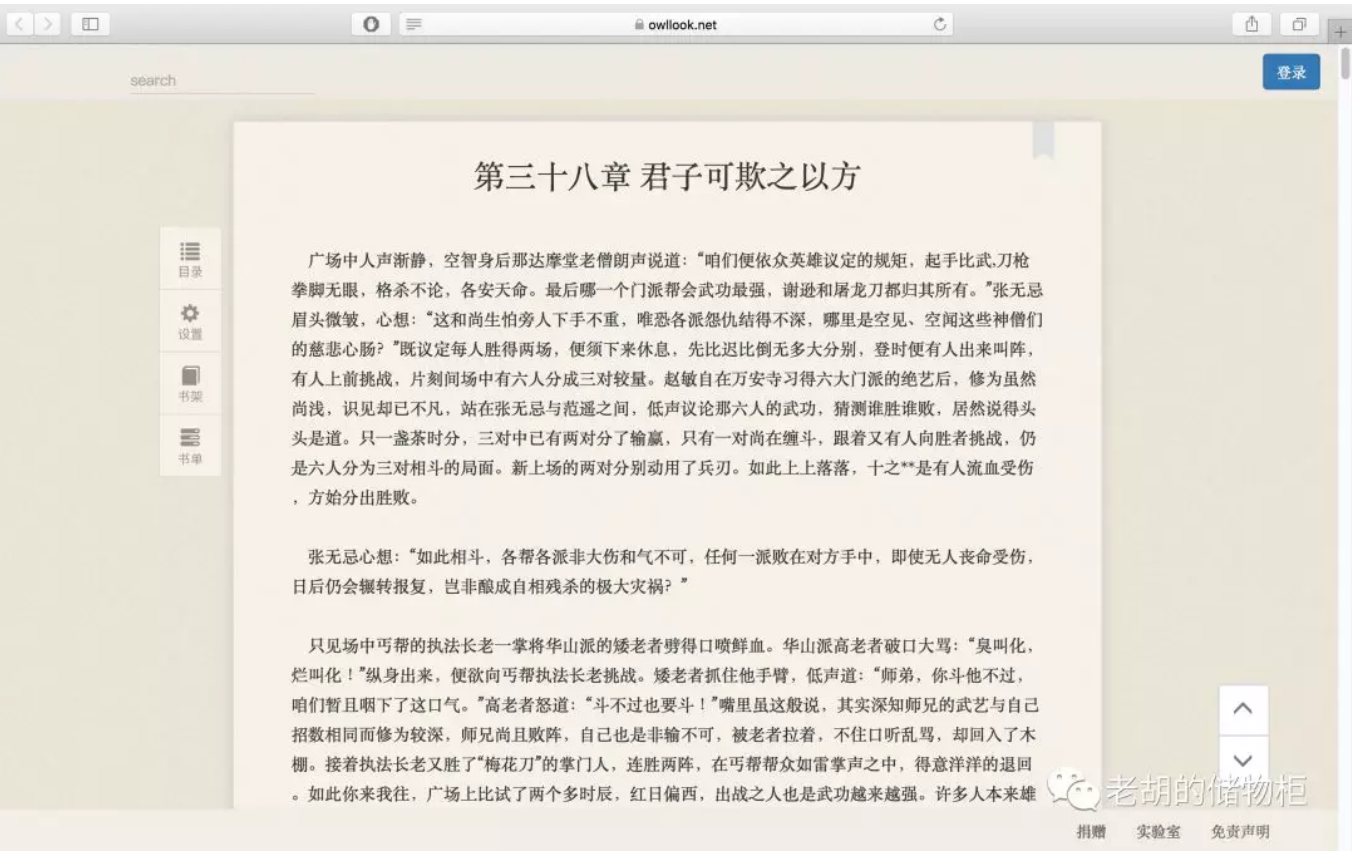 owllook.net
search
登录
第三十八章 君子可欺之以方
目录
设置
书架
书单
广场中人声渐静，空智身后那达摩堂老僧朗声说道：“咱们便依众英雄议定的规矩，起手比武,刀枪
拳脚无眼，格杀不论，各安天命。最后哪一个门派帮会武功最强，谢逊和屠龙刀都归其所有。”张无忌
眉头微皱，心想：“这和尚生怕旁人下手不重，唯恐各派怨仇结得不深，哪里是空见、空闻这些神僧们
的慈悲心肠？”既议定每人胜得两场，便须下来休息，先比迟比倒无多大分别，登时便有人出来叫阵，
有人上前挑战，片刻间场中有六人分成三对较量。赵敏自在万安寺习得六大门派的绝艺后，修为虽然
尚浅，识见却已不凡，站在张无忌与范遥之间，低声议论那六人的武功，猜测谁胜谁败，居然说得头
头是道。只一盏茶时分，三对中已有两对分了输赢，只有一对尚在缠斗，跟着又有人向胜者挑战，仍
是六人分为三对相斗的局面。新上场的两对分别动用了兵刃。如此上上落落，十之**是有人流血受伤
，方始分出胜败。
张无忌心想：“如此相斗，各帮各派非大伤和气不可，任何一派败在对方手中，即使无人丧命受伤，
日后仍会辗转报复，岂非酿成自相残杀的极大灾祸？”
只见场中丐帮的执法长老一掌将华山派的矮老者劈得口喷鲜血。华山派高老者破口大骂：“臭叫化，
烂叫化！”纵身出来，便欲向丐帮执法长老挑战。矮老者抓住他手臂，低声道：“师弟，你斗他不过，
咱们暂且咽下了这口气。”高老者怒道：“斗不过也要斗！”嘴里虽这般说，其实深知师兄的武艺与自己
招数相同而修为较深，师兄尚且败阵，自己也是非输不可，被老者拉着，不住口听乱骂，却回入了木
棚。接着执法长老又胜了“梅花刀”的掌门人，连胜两阵，在丐帮帮众如雷掌声之中，得意洋洋的退回
。如此你来我往，广场上比试了两个多时辰，红日偏西，出战之人也是武功越来越强。许多人本来雄
老胡的储物柜
捐赠 实验室 免责声明